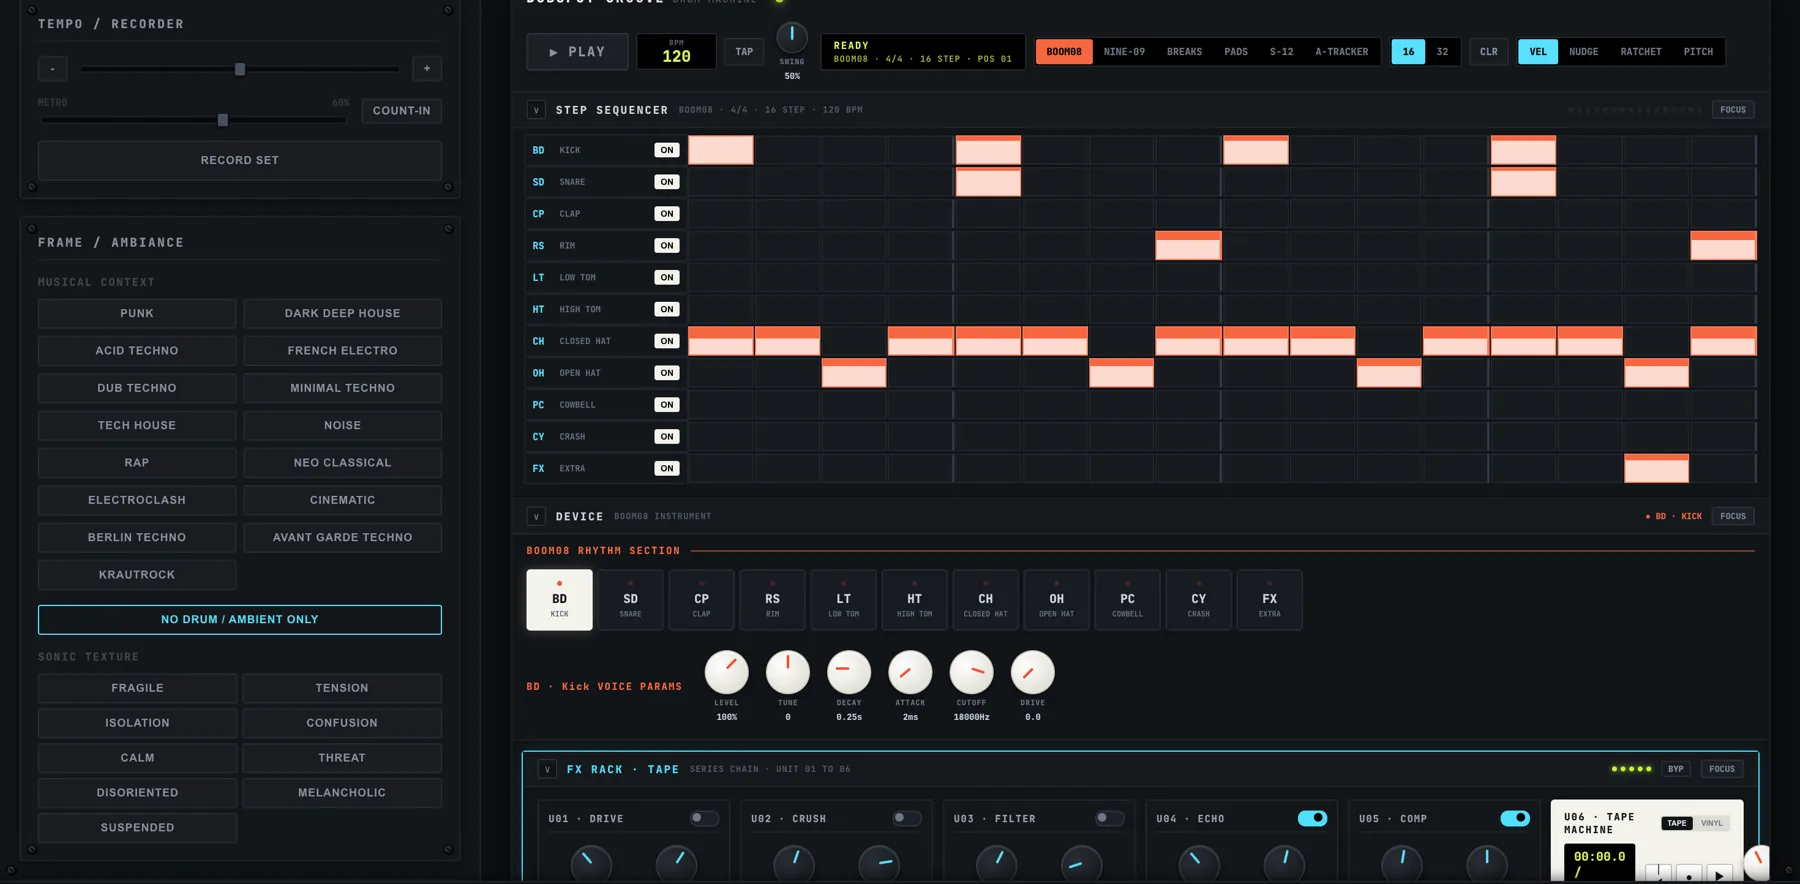 TEMPO / RECORDER
-
+
METRO 60%
COUNT-IN
RECORD SET
FRAME / AMBIANCE
MUSICAL CONTEXT
PUNK DARK DEEP HOUSE
ACID TECHNO FRENCH ELECTRO
DUB TECHNO MINIMAL TECHNO
TECH HOUSE NOISE
RAP NEO CLASSICAL
ELECTROCLASH CINEMATIC
BERLIN TECHNO AVANT GARDE TECHNO
KRAUTROCK
NO DRUM / AMBIENT ONLY
SONIC TEXTURE
FRAGILE TENSION
ISOLATION CONFUSION
CALM THREAT
DISORIENTED MELANCHOLIC
SUSPENDED
▶ PLAY
BPM
120
TAP
SWING
50%
READY
BOOM08 · 4/4 · 16 STEP · POS 01
BOOM08 NINE-09 BREAKS PADS S-12 A-TRACKER
16 32
CLR
VEL NUDGE RATCHET PITCH
STEP SEQUENCER BOOM08 · 4/4 · 16 STEP · 120 BPM
FOCUS
BD KICK ON
SD SNARE ON
CP CLAP ON
RS RIM ON
LT LOW TOM ON
HT HIGH TOM ON
CH CLOSED HAT ON
OH OPEN HAT ON
PC COWBELL ON
CY CRASH ON
FX EXTRA ON
DEVICE BOOM08 INSTRUMENT
• BD · KICK FOCUS
BOOM08 RHYTHM SECTION
BD SD CP RS LT HT CH OH PC CY FX
KICK SNARE CLAP RIM LOW TOM HIGH TOM CLOSED HAT OPEN HAT COWBELL CRASH EXTRA
BD · Kick VOICE PARAMS
LEVEL TUNE DECAY ATTACK CUTOFF DRIVE
100% 0 0.25s 2ms 18000Hz 0.0
FX RACK · TAPE SERIES CHAIN · UNIT 01 TO 06
BYP FOCUS
U01 · DRIVE
U02 · CRUSH
U03 · FILTER
U04 · ECHO
U05 · COMP
U06 · TAPE
MACHINE
TAPE VINYL
00:00.0
/